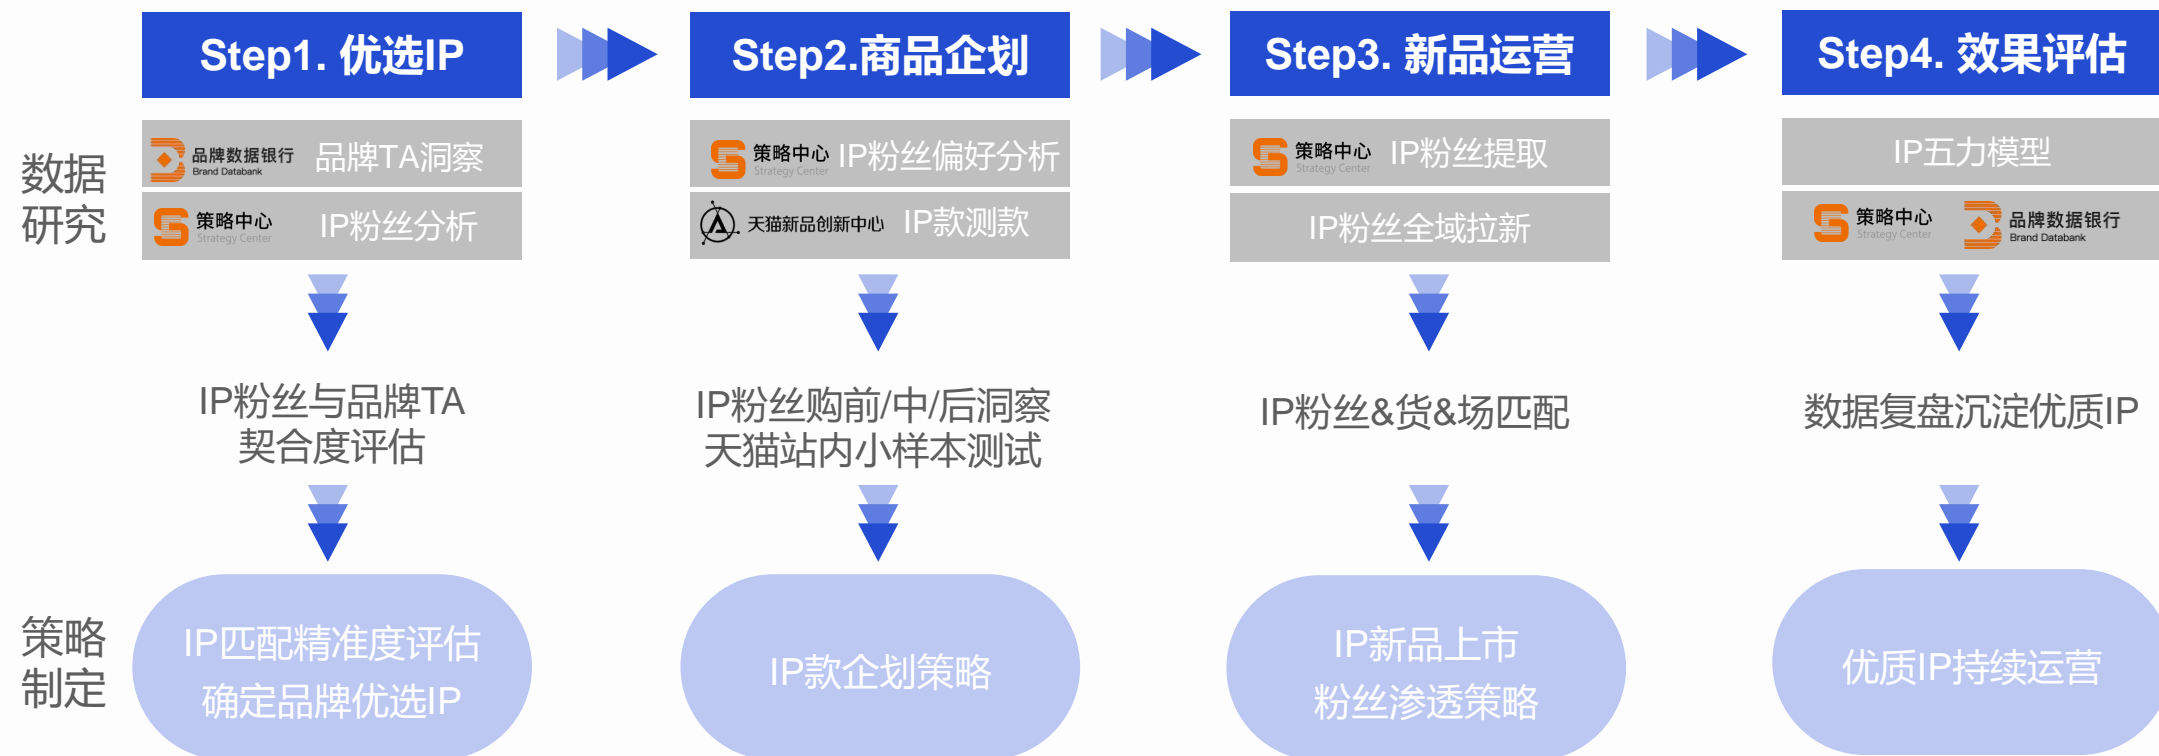 Step1. 优选IP
Step2.商品企划
Step3. 新品运营
Step4. 效果评估
数据
研究
品牌数据银行
Brand Databank
品牌TA洞察
策略中心
Strategy Center
IP粉丝分析
策略中心
Strategy Center
IP粉丝偏好分析
天猫新品创新中心
IP款测款
策略中心
Strategy Center
IP粉丝提取
IP粉丝全域拉新
IP五力模型
策略中心
Strategy Center
品牌数据银行
Brand Databank
IP粉丝与品牌TA
契合度评估
IP粉丝购前/中/后洞察
天猫站内小样本测试
IP粉丝&货&场匹配
数据复盘沉淀优质IP
策略
制定
IP匹配精准度评估
确定品牌优选IP
IP款企划策略
IP新品上市
粉丝渗透策略
优质IP持续运营